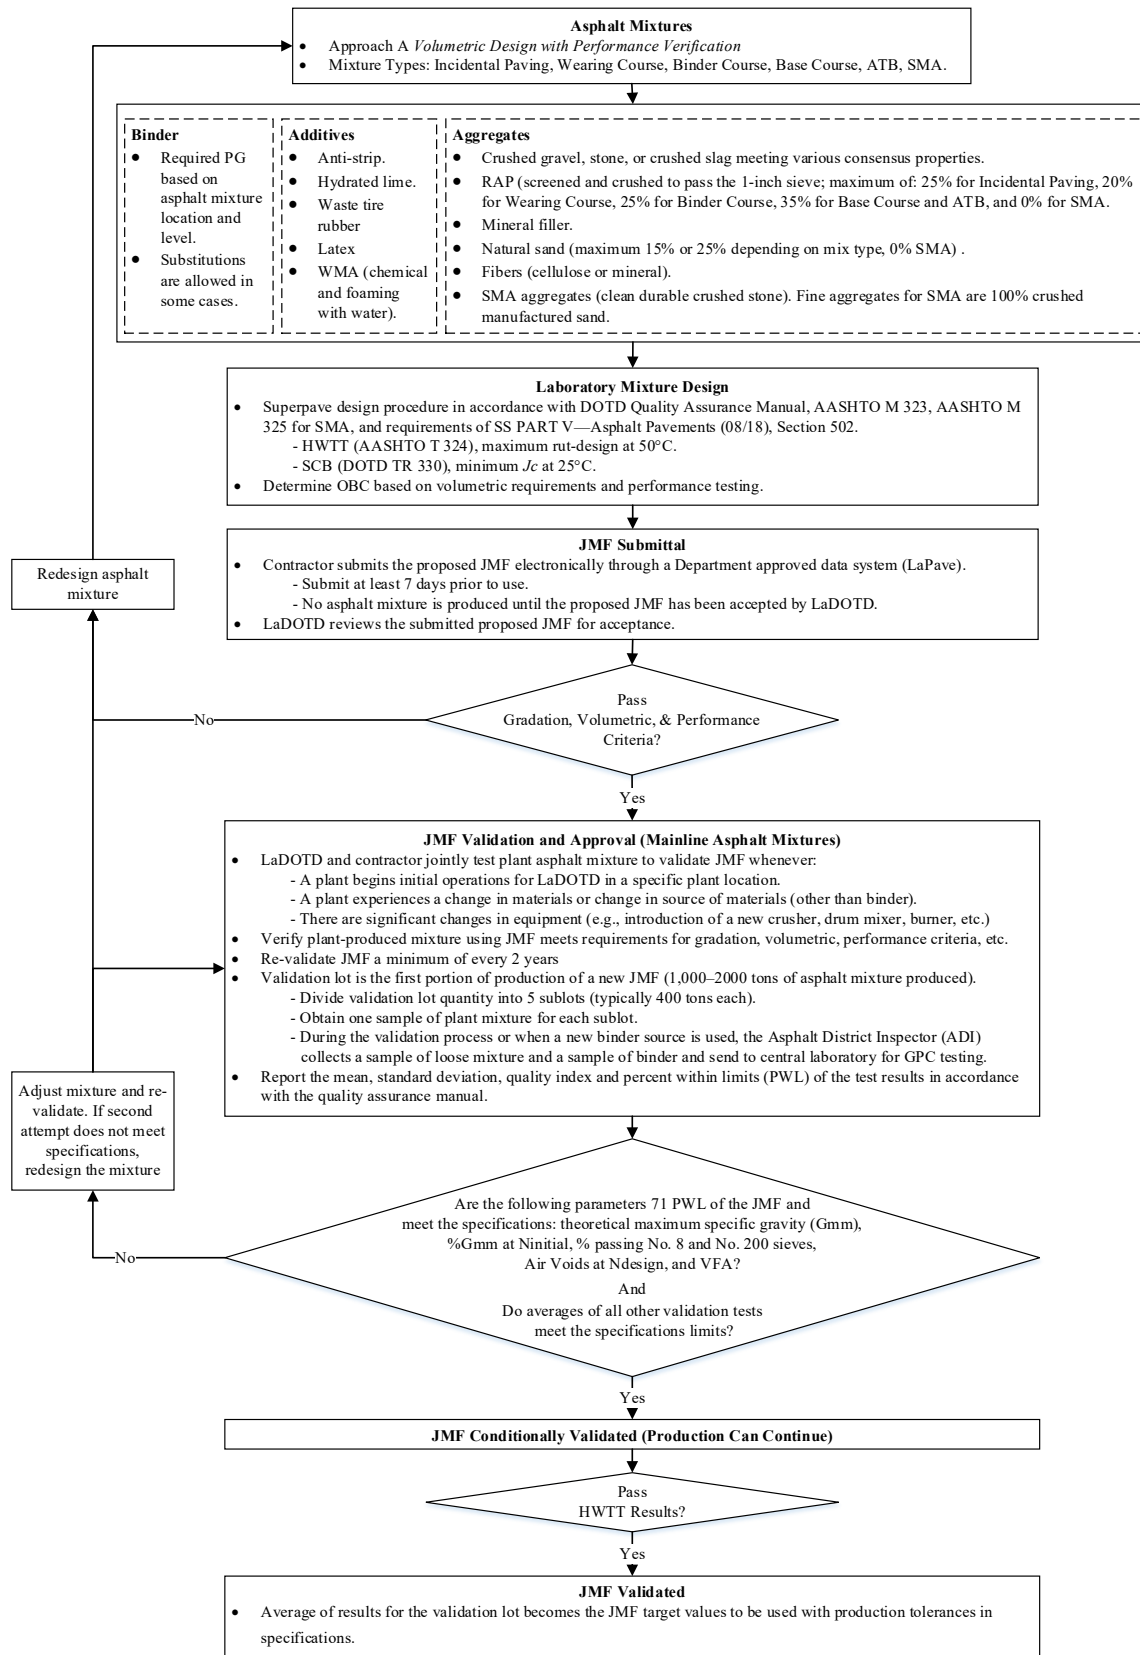 Asphalt Mixtures
● Approach A Volumetric Design with Performance Verification
● Mixture Types: Incidental Paving, Wearing Course, Binder Course, Base Course, ATB, SMA.
Binder
● Required PG
based on
asphalt mixture
location and
level.
● Substitutions
are allowed in
some cases.
Additives
● Anti-strip.
● Hydrated lime.
● Waste tire
rubber
● Latex
● WMA (chemical
and foaming
with water).
Aggregates
● Crushed gravel, stone, or crushed slag meeting various consensus properties.
● RAP (screened and crushed to pass the 1-inch sieve; maximum of: 25% for Incidental Paving, 20%
for Wearing Course, 25% for Binder Course, 35% for Base Course and ATB, and 0% for SMA.
● Mineral filler.
● Natural sand (maximum 15% or 25% depending on mix type, 0% SMA) .
● Fibers (cellulose or mineral).
● SMA aggregates (clean durable crushed stone). Fine aggregates for SMA are 100% crushed
manufactured sand.
Laboratory Mixture Design
● Superpave design procedure in accordance with DOTD Quality Assurance Manual, AASHTO M 323, AASHTO M
325 for SMA, and requirements of SS PART V—Asphalt Pavements (08/18), Section 502.
- HWTT (AASHTO T 324), maximum rut-design at 50°C.
- SCB (DOTD TR 330), minimum Jc at 25°C.
● Determine OBC based on volumetric requirements and performance testing.
JMF Submittal
● Contractor submits the proposed JMF electronically through a Department approved data system (LaPave).
- Submit at least 7 days prior to use.
- No asphalt mixture is produced until the proposed JMF has been accepted by LaDOTD.
● LaDOTD reviews the submitted proposed JMF for acceptance.
Redesign asphalt
mixture
Pass
Gradation, Volumetric, & Performance
Criteria?
No
Yes
JMF Validation and Approval (Mainline Asphalt Mixtures)
● LaDOTD and contractor jointly test plant asphalt mixture to validate JMF whenever:
- A plant begins initial operations for LaDOTD in a specific plant location.
- A plant experiences a change in materials or change in source of materials (other than binder).
- There are significant changes in equipment (e.g., introduction of a new crusher, drum mixer, burner, etc.)
● Verify plant-produced mixture using JMF meets requirements for gradation, volumetric, performance criteria, etc.
● Re-validate JMF a minimum of every 2 years
● Validation lot is the first portion of production of a new JMF (1,000–2000 tons of asphalt mixture produced).
- Divide validation lot quantity into 5 sublots (typically 400 tons each).
- Obtain one sample of plant mixture for each sublot.
- During the validation process or when a new binder source is used, the Asphalt District Inspector (ADI)
collects a sample of loose mixture and a sample of binder and send to central laboratory for GPC testing.
● Report the mean, standard deviation, quality index and percent within limits (PWL) of the test results in accordance
with the quality assurance manual.
Adjust mixture and re-
validate. If second
attempt does not meet
specifications,
redesign the mixture
Are the following parameters 71 PWL of the JMF and
meet the specifications: theoretical maximum specific gravity (Gmm),
%Gmm at Ninitial, % passing No. 8 and No. 200 sieves,
Air Voids at Ndesign, and VFA?
And
Do averages of all other validation tests
meet the specifications limits?
No
Yes
JMF Conditionally Validated (Production Can Continue)
Pass
HWTT Results?
Yes
JMF Validated
● Average of results for the validation lot becomes the JMF target values to be used with production tolerances in
specifications.